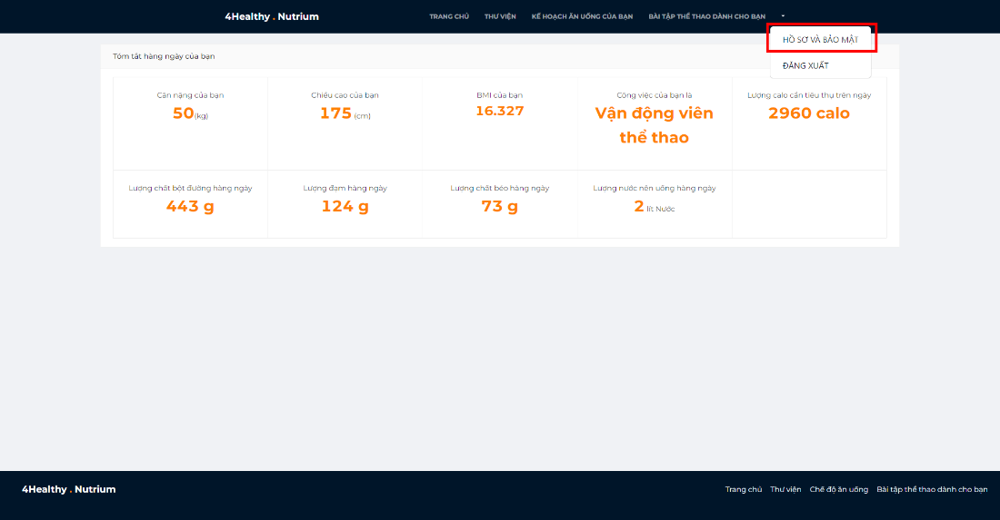 4Healthy . Nutrium
TRANG CHỦ THƯ VIỆN KẾ HOẠCH ĂN UỐNG CỦA BẠN BÀI TẬP THỂ THAO DÀNH CHO BẠN
HỒ SƠ VÀ BẢO MẬT
ĐĂNG XUẤT
Tóm tắt hàng ngày của bạn
Cân nặng của bạn
50(kg)
Chiều cao của bạn
175 (cm)
BMI của bạn
16.327
Công việc của bạn là
Vận động viên
thể thao
Lượng calo cần tiêu thụ trên ngày
2960 calo
Lượng chất bột đường hàng ngày
443 g
Lượng đạm hàng ngày
124 g
Lượng chất béo hàng ngày
73 g
Lượng nước nên uống hàng ngày
2 lít Nước
4Healthy . Nutrium
Trang chủ Thư viện Chế độ ăn uống Bài tập thể thao dành cho bạn